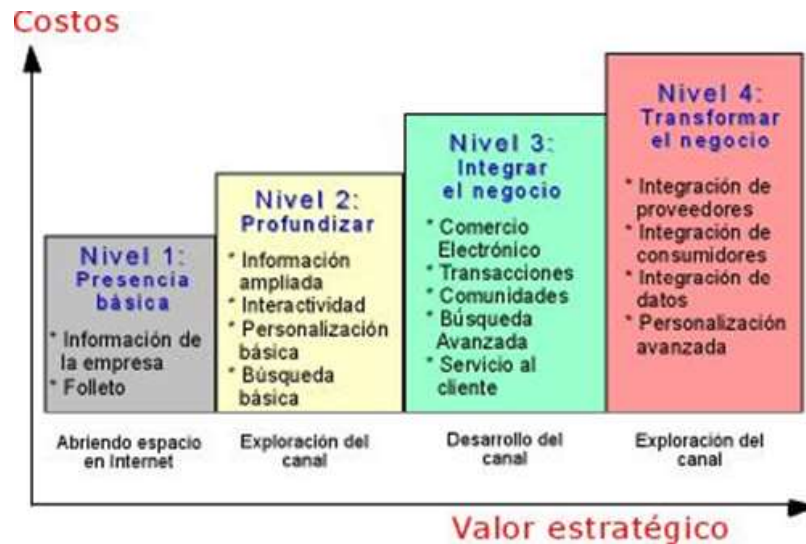 Costos
Nivel 1:
Presencia
básica
* Información de
la empresa
* Folleto
Abriendo espacio
en Internet
Nivel 2:
Profundizar
* Información
ampliada
* Interactividad
* Personalización
básica
* Búsqueda
básica
Exploración del
canal
Nivel 3:
Integrar
el negocio
* Comercio
Electrónico
* Transacciones
* Comunidades
* Búsqueda
Avanzada
* Servicio al
cliente
Desarrollo del
canal
Nivel 4:
Transformar
el negocio
* Integración de
proveedores
* Integración de
consumidores
* Integración de
datos
* Personalización
avanzada
Exploración del
canal
Valor estratégico